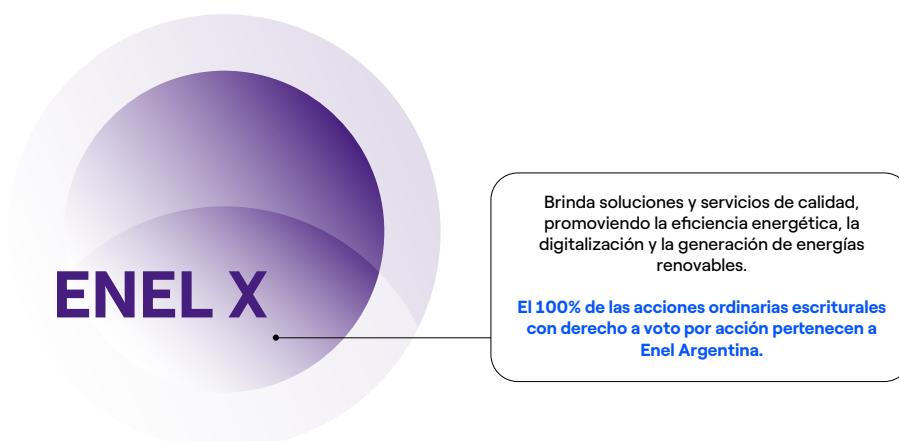 ENEL X
Brinda soluciones y servicios de calidad,
promoviendo la eficiencia energética, la
digitalización y la generación de energías
renovables.
El 100% de las acciones ordinarias escriturales
con derecho a voto por acción pertenecen a
Enel Argentina.